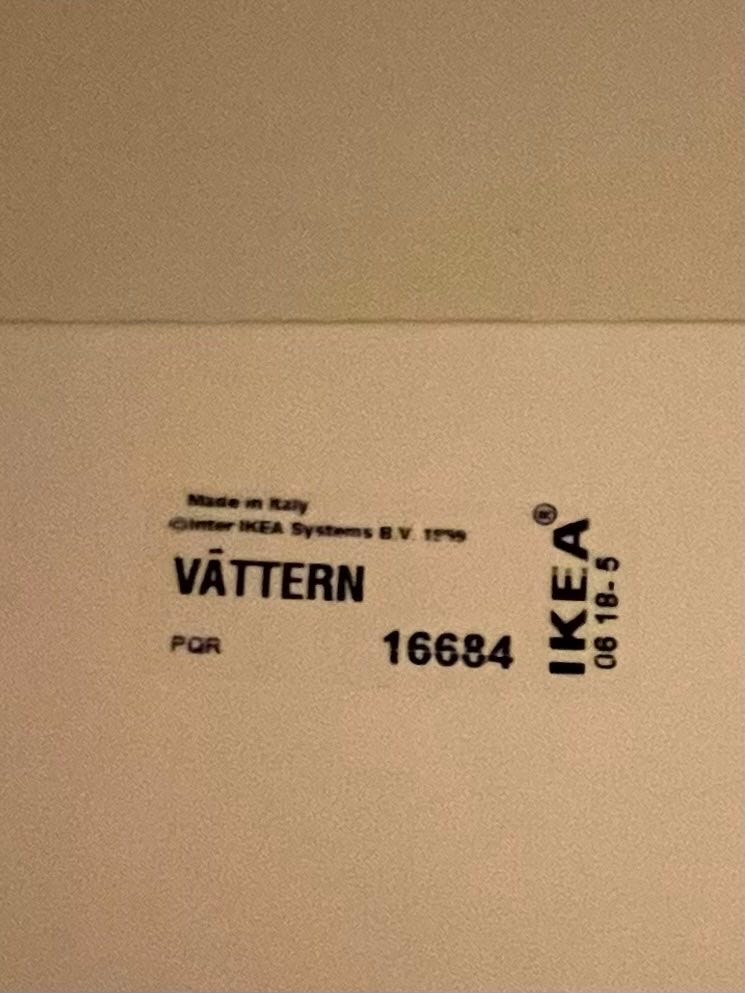 Made in Italy
© Inter IKEA Systems B.V. 1999
VÄTTERN
PQR 16684
® IKEA
06 18-5